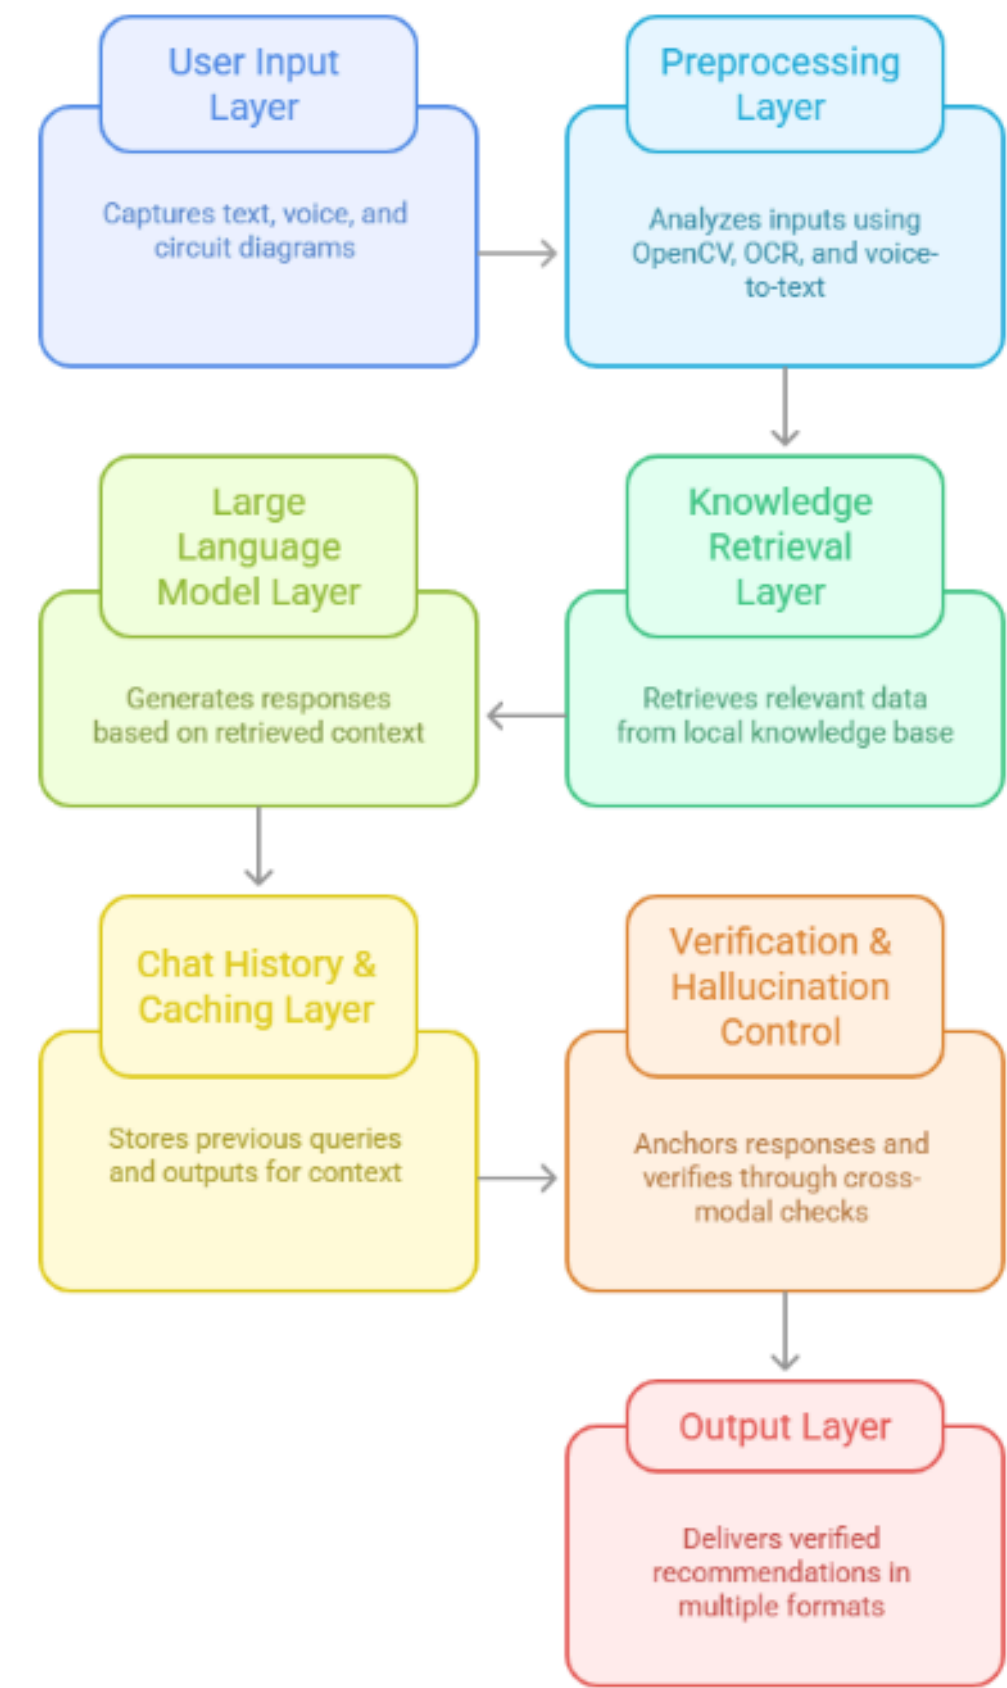 User Input
Layer
Captures text, voice, and
circuit diagrams
Preprocessing
Layer
Analyzes inputs using
OpenCV, OCR, and voice-
to-text
Knowledge
Retrieval
Layer
Retrieves relevant data
from local knowledge base
Large
Language
Model Layer
Generates responses
based on retrieved context
Chat History &
Caching Layer
Stores previous queries
and outputs for context
Verification &
Hallucination
Control
Anchors responses and
verifies through cross-
modal checks
Output Layer
Delivers verified
recommendations in
multiple formats